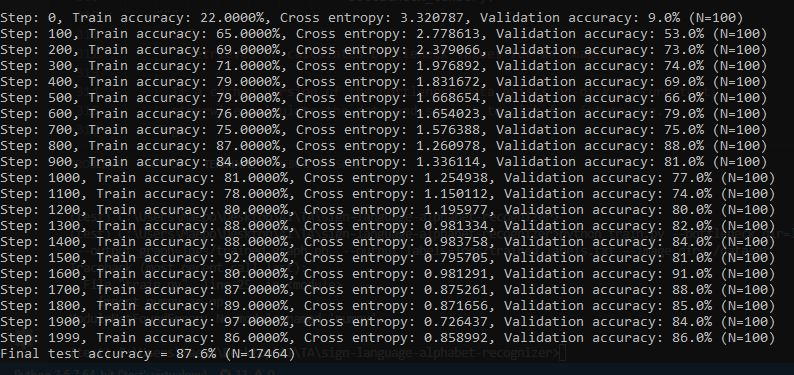 Step: 0, Train accuracy: 22.0000%, Cross entropy: 3.320787, Validation accuracy: 9.0% (N=100)
Step: 100, Train accuracy: 65.0000%, Cross entropy: 2.778613, Validation accuracy: 53.0% (N=100)
Step: 200, Train accuracy: 69.0000%, Cross entropy: 2.379066, Validation accuracy: 73.0% (N=100)
Step: 300, Train accuracy: 71.0000%, Cross entropy: 1.976892, Validation accuracy: 74.0% (N=100)
Step: 400, Train accuracy: 79.0000%, Cross entropy: 1.831672, Validation accuracy: 69.0% (N=100)
Step: 500, Train accuracy: 79.0000%, Cross entropy: 1.668654, Validation accuracy: 66.0% (N=100)
Step: 600, Train accuracy: 76.0000%, Cross entropy: 1.654023, Validation accuracy: 79.0% (N=100)
Step: 700, Train accuracy: 75.0000%, Cross entropy: 1.576388, Validation accuracy: 75.0% (N=100)
Step: 800, Train accuracy: 87.0000%, Cross entropy: 1.260978, Validation accuracy: 88.0% (N=100)
Step: 900, Train accuracy: 84.0000%, Cross entropy: 1.336114, Validation accuracy: 81.0% (N=100)
Step: 1000, Train accuracy: 81.0000%, Cross entropy: 1.254938, Validation accuracy: 77.0% (N=100)
Step: 1100, Train accuracy: 78.0000%, Cross entropy: 1.150112, Validation accuracy: 74.0% (N=100)
Step: 1200, Train accuracy: 80.0000%, Cross entropy: 1.195977, Validation accuracy: 80.0% (N=100)
Step: 1300, Train accuracy: 88.0000%, Cross entropy: 0.981334, Validation accuracy: 82.0% (N=100)
Step: 1400, Train accuracy: 88.0000%, Cross entropy: 0.983758, Validation accuracy: 84.0% (N=100)
Step: 1500, Train accuracy: 92.0000%, Cross entropy: 0.795705, Validation accuracy: 81.0% (N=100)
Step: 1600, Train accuracy: 80.0000%, Cross entropy: 0.981291, Validation accuracy: 91.0% (N=100)
Step: 1700, Train accuracy: 87.0000%, Cross entropy: 0.875261, Validation accuracy: 88.0% (N=100)
Step: 1800, Train accuracy: 89.0000%, Cross entropy: 0.871656, Validation accuracy: 85.0% (N=100)
Step: 1900, Train accuracy: 97.0000%, Cross entropy: 0.726437, Validation accuracy: 84.0% (N=100)
Step: 1999, Train accuracy: 86.0000%, Cross entropy: 0.858992, Validation accuracy: 86.0% (N=100)
Final test accuracy = 87.6% (N=17464)